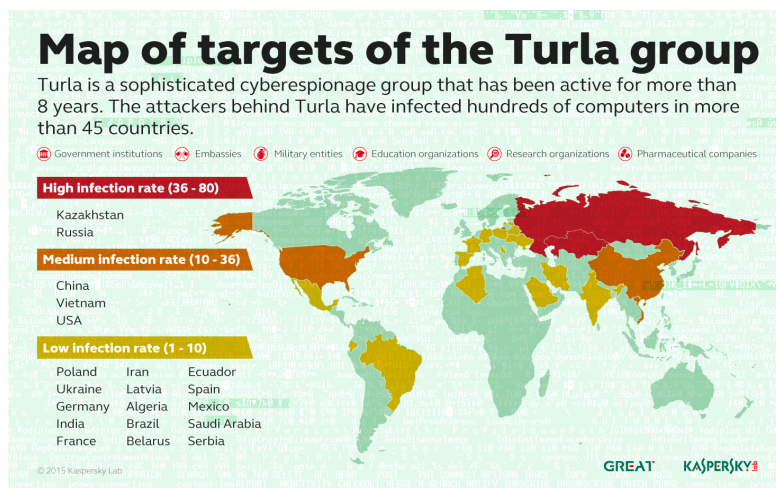 Map of targets of the Turla group
Turla is a sophisticated cyberespionage group that has been active for more than
8 years. The attackers behind Turla have infected hundreds of computers in more
than 45 countries.
Government institutions Embassies Military entities Education organizations Research organizations Pharmaceutical companies
High infection rate (36 - 80)
Kazakhstan
Russia
Medium infection rate (10 - 36)
China
Vietnam
USA
Low infection rate (1 - 10)
Poland Iran Ecuador
Ukraine Latvia Spain
Germany Algeria Mexico
India Brazil Saudi Arabia
France Belarus Serbia
© 2015 Kaspersky Lab
GREAT KASPERSKY lab